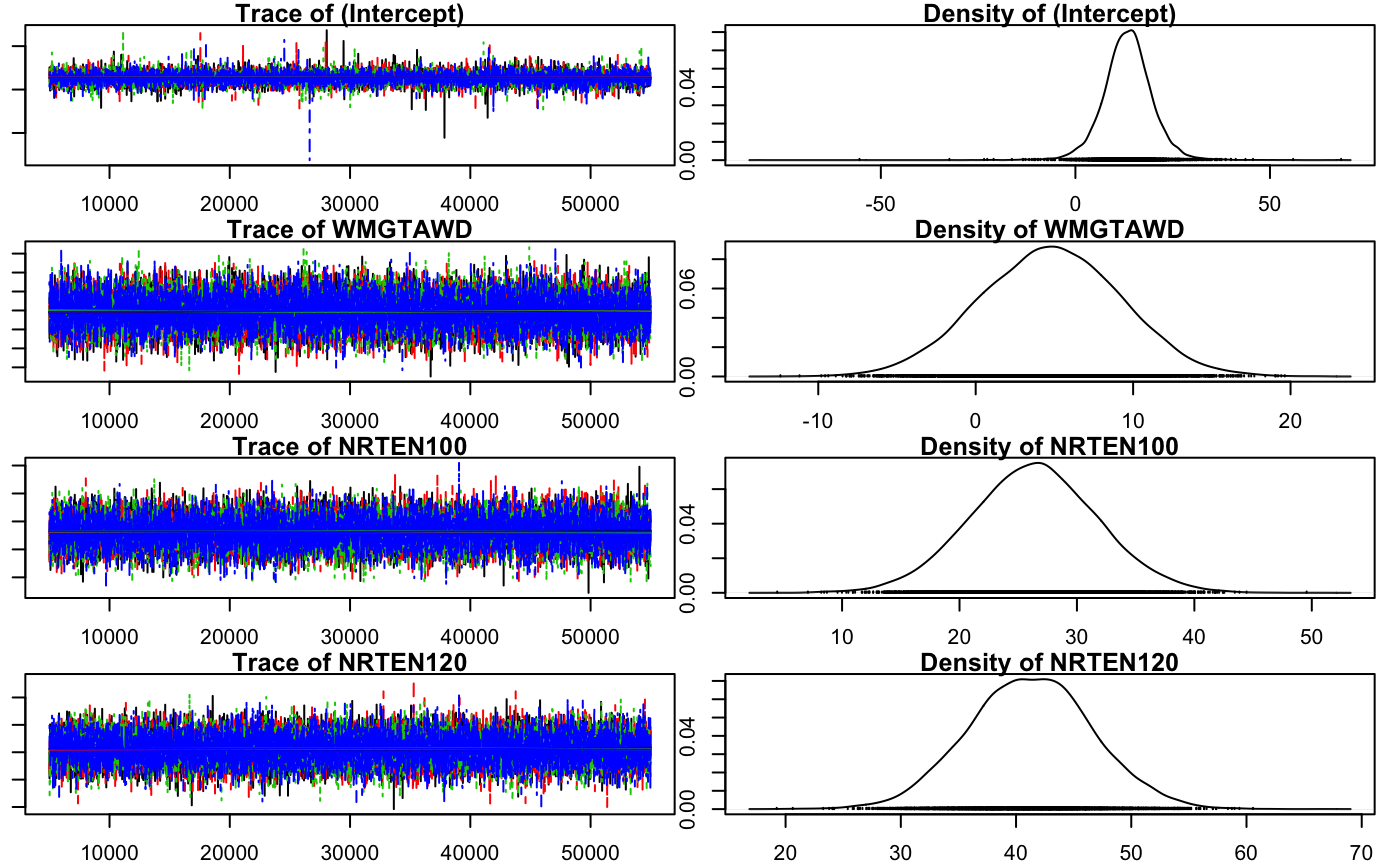 Trace of (Intercept) Density of (Intercept)
0.04
0.00
10000 20000 30000 40000 50000 -50 0 50
Trace of WMGTAWD Density of WMGTAWD
0.06
0.00
10000 20000 30000 40000 50000 -10 0 10 20
Trace of NRTEN100 Density of NRTEN100
0.04
0.00
10000 20000 30000 40000 50000 10 20 30 40 50
Trace of NRTEN120 Density of NRTEN120
0.04
0.00
10000 20000 30000 40000 50000 20 30 40 50 60 70